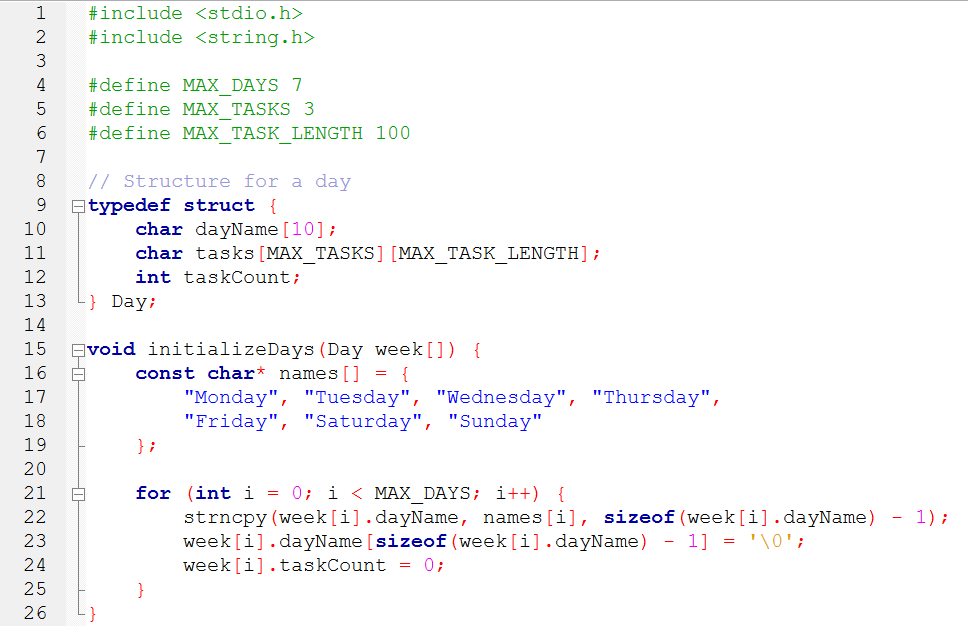 1 #include <stdio.h>
2 #include <string.h>
3
4 #define MAX_DAYS 7
5 #define MAX_TASKS 3
6 #define MAX_TASK_LENGTH 100
7
8 // Structure for a day
9 typedef struct {
10     char dayName[10];
11     char tasks[MAX_TASKS][MAX_TASK_LENGTH];
12     int taskCount;
13 } Day;
14
15 void initializeDays(Day week[]) {
16     const char* names[] = {
17         "Monday", "Tuesday", "Wednesday", "Thursday",
18         "Friday", "Saturday", "Sunday"
19     };
20
21     for (int i = 0; i < MAX_DAYS; i++) {
22         strncpy(week[i].dayName, names[i], sizeof(week[i].dayName) - 1);
23         week[i].dayName[sizeof(week[i].dayName) - 1] = '\0';
24         week[i].taskCount = 0;
25     }
26 }